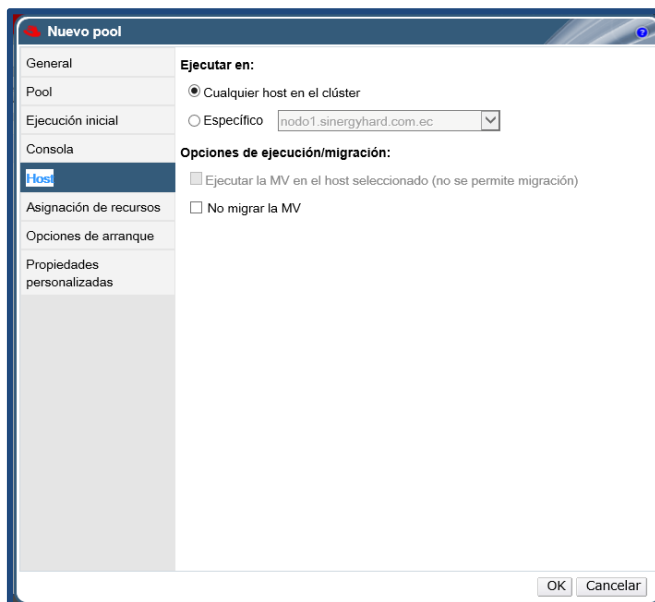 Nuevo pool
General
Pool
Ejecución inicial
Consola
Host
Asignación de recursos
Opciones de arranque
Propiedades
personalizadas
Ejecutar en:
Cualquier host en el clúster
Específico nodo1.sinergyhard.com.ec
Opciones de ejecución/migración:
Ejecutar la MV en el host seleccionado (no se permite migración)
No migrar la MV
OK Cancelar